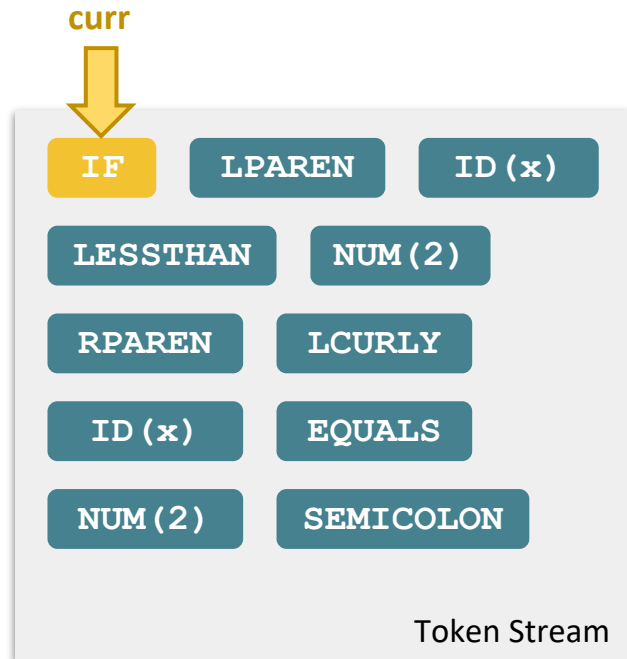 curr
IF LPAREN ID(x)
LESSTHAN NUM(2)
RPAREN LCURLY
ID(x) EQUALS
NUM(2) SEMICOLON
Token Stream